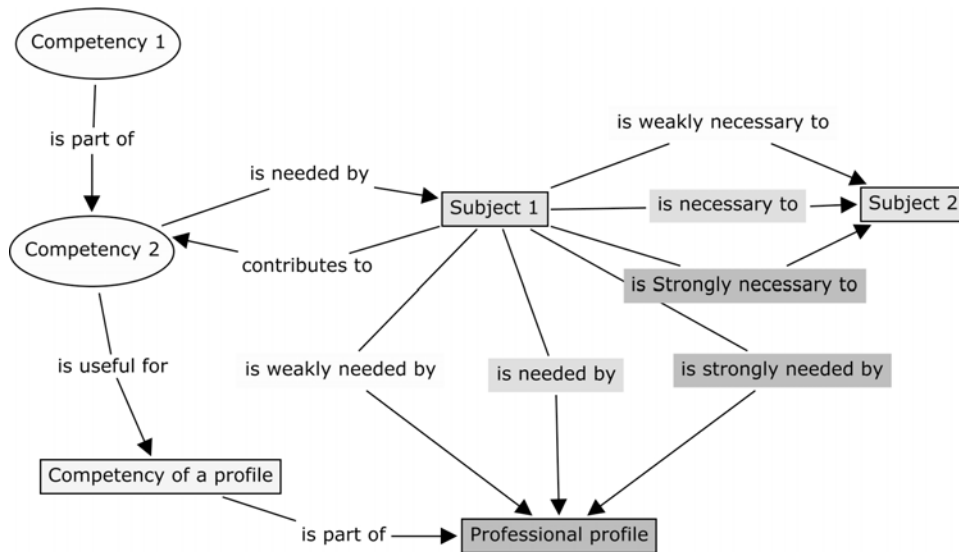 Competency 1
is part of
is weakly necessary to
is needed by
Subject 1
is necessary to
Subject 2
Competency 2
contributes to
is Strongly necessary to
is useful for
is weakly needed by
is needed by
is strongly needed by
Competency of a profile
is part of
Professional profile